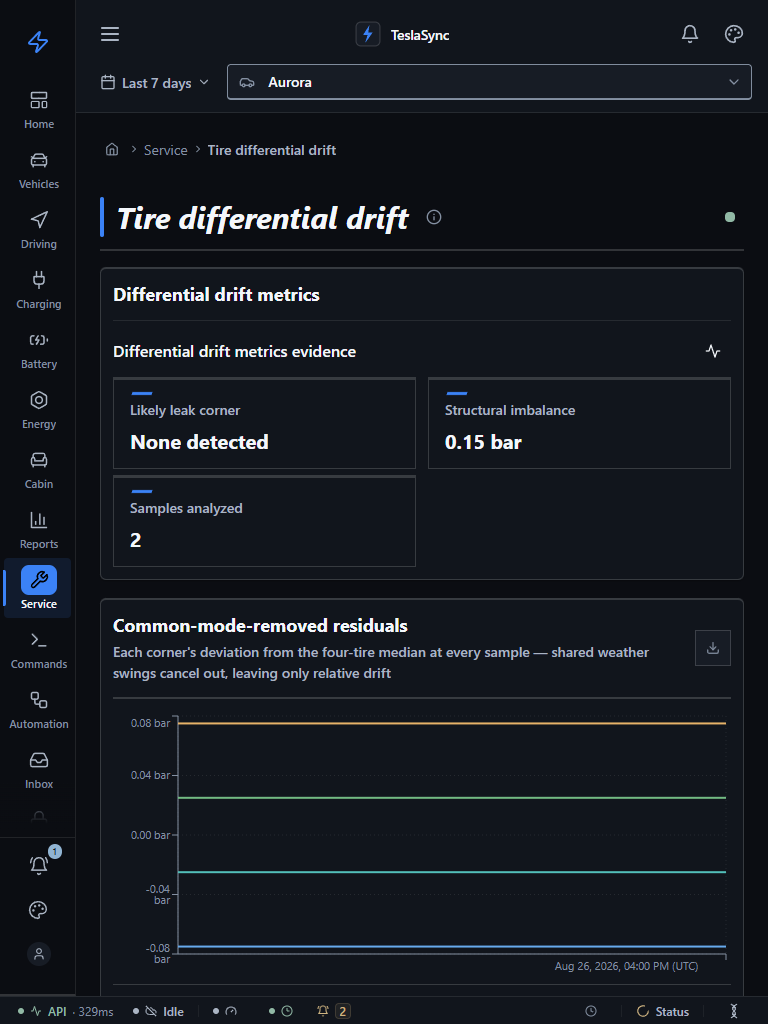 TeslaSync
Last 7 days
Aurora
Home
Vehicles
Driving
Charging
Battery
Energy
Cabin
Reports
Service
Commands
Automation
Inbox
1
Service
Tire differential drift
Tire differential drift
Differential drift metrics
Differential drift metrics evidence
Likely leak corner
None detected
Structural imbalance
0.15 bar
Samples analyzed
2
Common-mode-removed residuals
Each corner's deviation from the four-tire median at every sample — shared weather
swings cancel out, leaving only relative drift
0.08 bar
0.04 bar
0.00 bar
-0.04
bar
-0.08
bar
Aug 26, 2026, 04:00 PM (UTC)
API · 329ms
Idle
2
Status